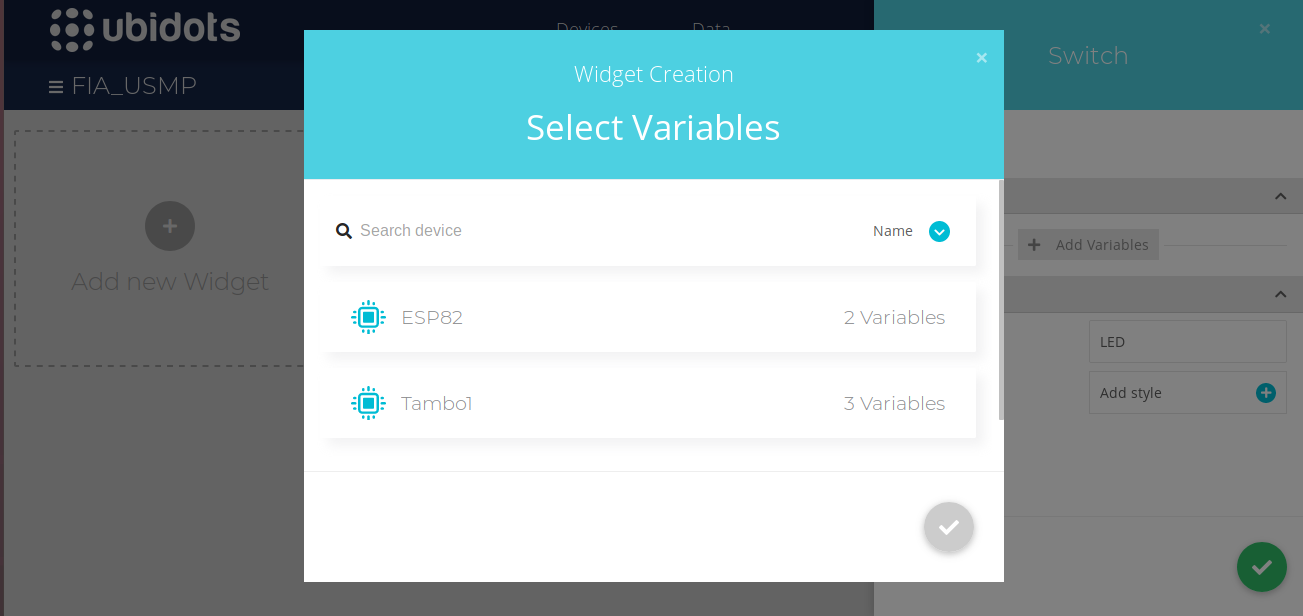 ubidots
Devices Data
FIA_USMP
Switch
×
Widget Creation
×
Select Variables
Search device
Name
ESP82
2 Variables
Tambo1
3 Variables
Add new Widget
Add Variables
LED
Add style